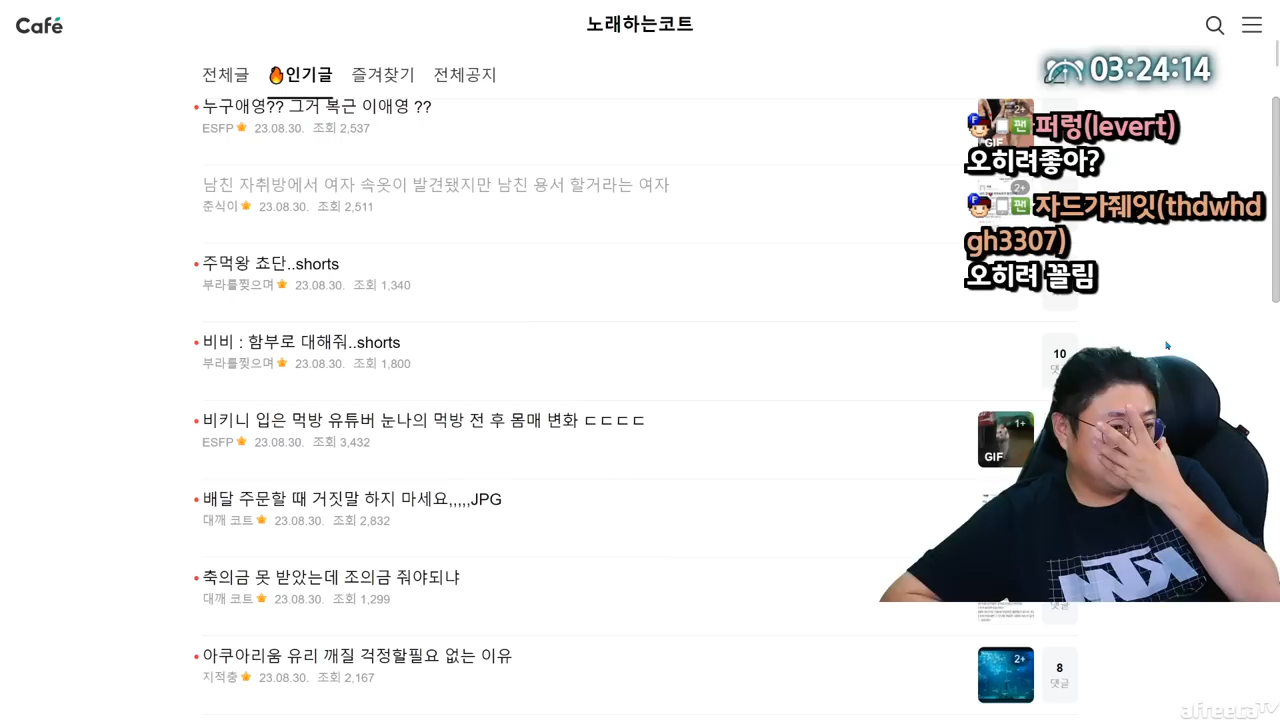 Café
노래하는코트
전체글 🔥인기글 즐겨찾기 전체공지
03:24:14
누구애영?? 그거 복근 이애영 ??
ESFP 23.08.30. 조회 2,537
2+
GIF
퍼렁(levert)
오히려좋아?
남친 자취방에서 여자 속옷이 발견됐지만 남친 용서 할거라는 여자
춘식이 23.08.30. 조회 2,511
2+
팬 자드가줴잇(thdwhd
gh3307)
오히려 꼴림
주먹왕 쵸단..shorts
부라를찢으며 23.08.30. 조회 1,340
비비 : 함부로 대해줘..shorts
부라를찢으며 23.08.30. 조회 1,800
10
비키니 입은 먹방 유튜버 눈나의 먹방 전 후 몸매 변화 ㄷㄷㄷㄷ
ESFP 23.08.30. 조회 3,432
1+
GIF
배달 주문할 때 거짓말 하지 마세요,,,,,JPG
대깨 코트 23.08.30. 조회 2,832
축의금 못 받았는데 조의금 줘야되냐
대깨 코트 23.08.30. 조회 1,299
댓글
아쿠아리움 유리 깨질 걱정할필요 없는 이유
지적충 23.08.30. 조회 2,167
2+
8
댓글
KTM
afreecaTV